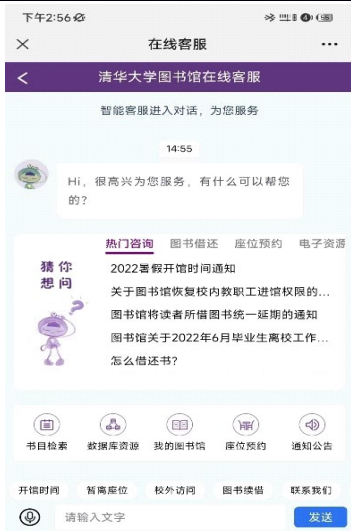 下午2:56
在线客服
清华大学图书馆在线客服
智能客服进入对话，为您服务
14:55
Hi，很高兴为您服务，有什么可以帮您
的？
猜你
想问
热门咨询 图书借还 座位预约 电子资源
2022暑假开馆时间通知
关于图书馆恢复校内教职工进馆权限的...
图书馆将读者所借图书统一延期的通知
图书馆关于2022年6月毕业生离校工作...
怎么借还书？
书目检索 数据库资源 我的图书馆 座位预约 通知公告
开馆时间 暂离座位 校外访问 图书续借 联系我们
请输入文字 发送